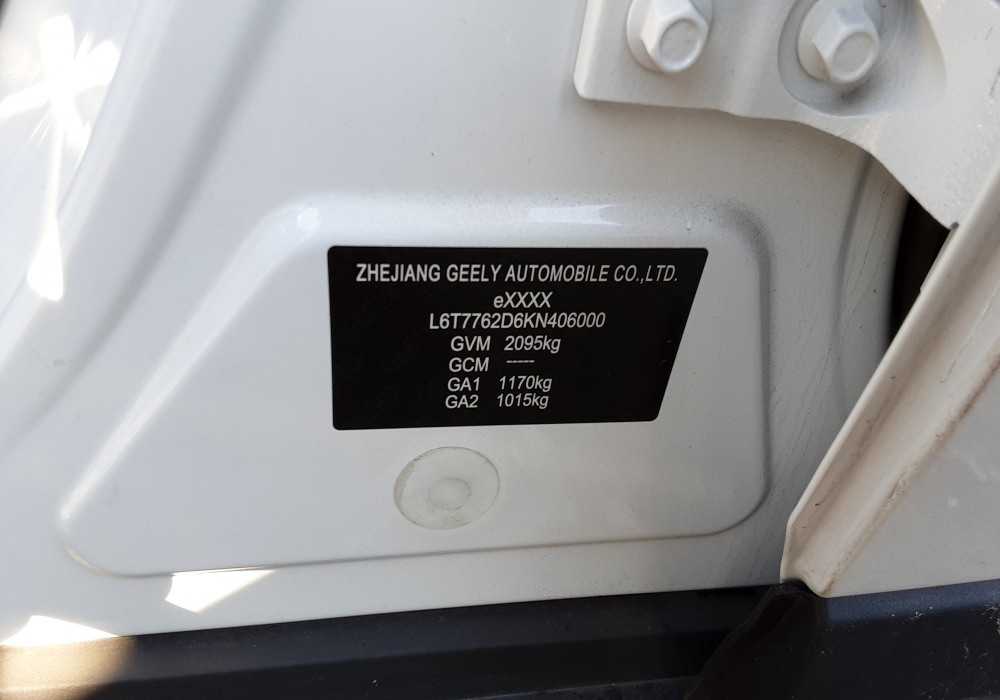 ZHEJIANG GEELY AUTOMOBILE CO.,LTD.
eXXXX
L6T7762D6KN406000
GVM 2095kg
GCM -----
GA1 1170kg
GA2 1015kg